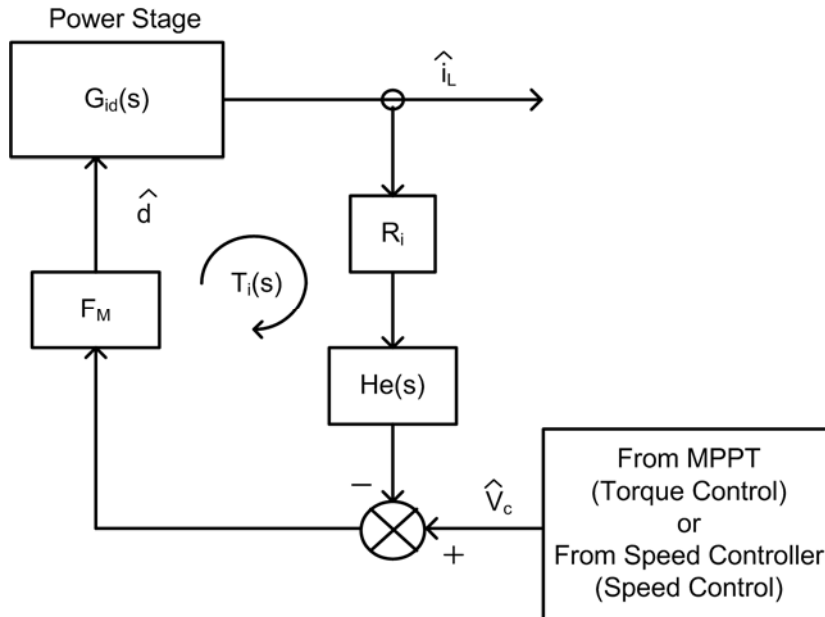 Power Stage
G_id(s)
î_L
d̂
R_i
T_i(s)
F_M
He(s)
−
V̂_c
+
From MPPT
(Torque Control)
or
From Speed Controller
(Speed Control)